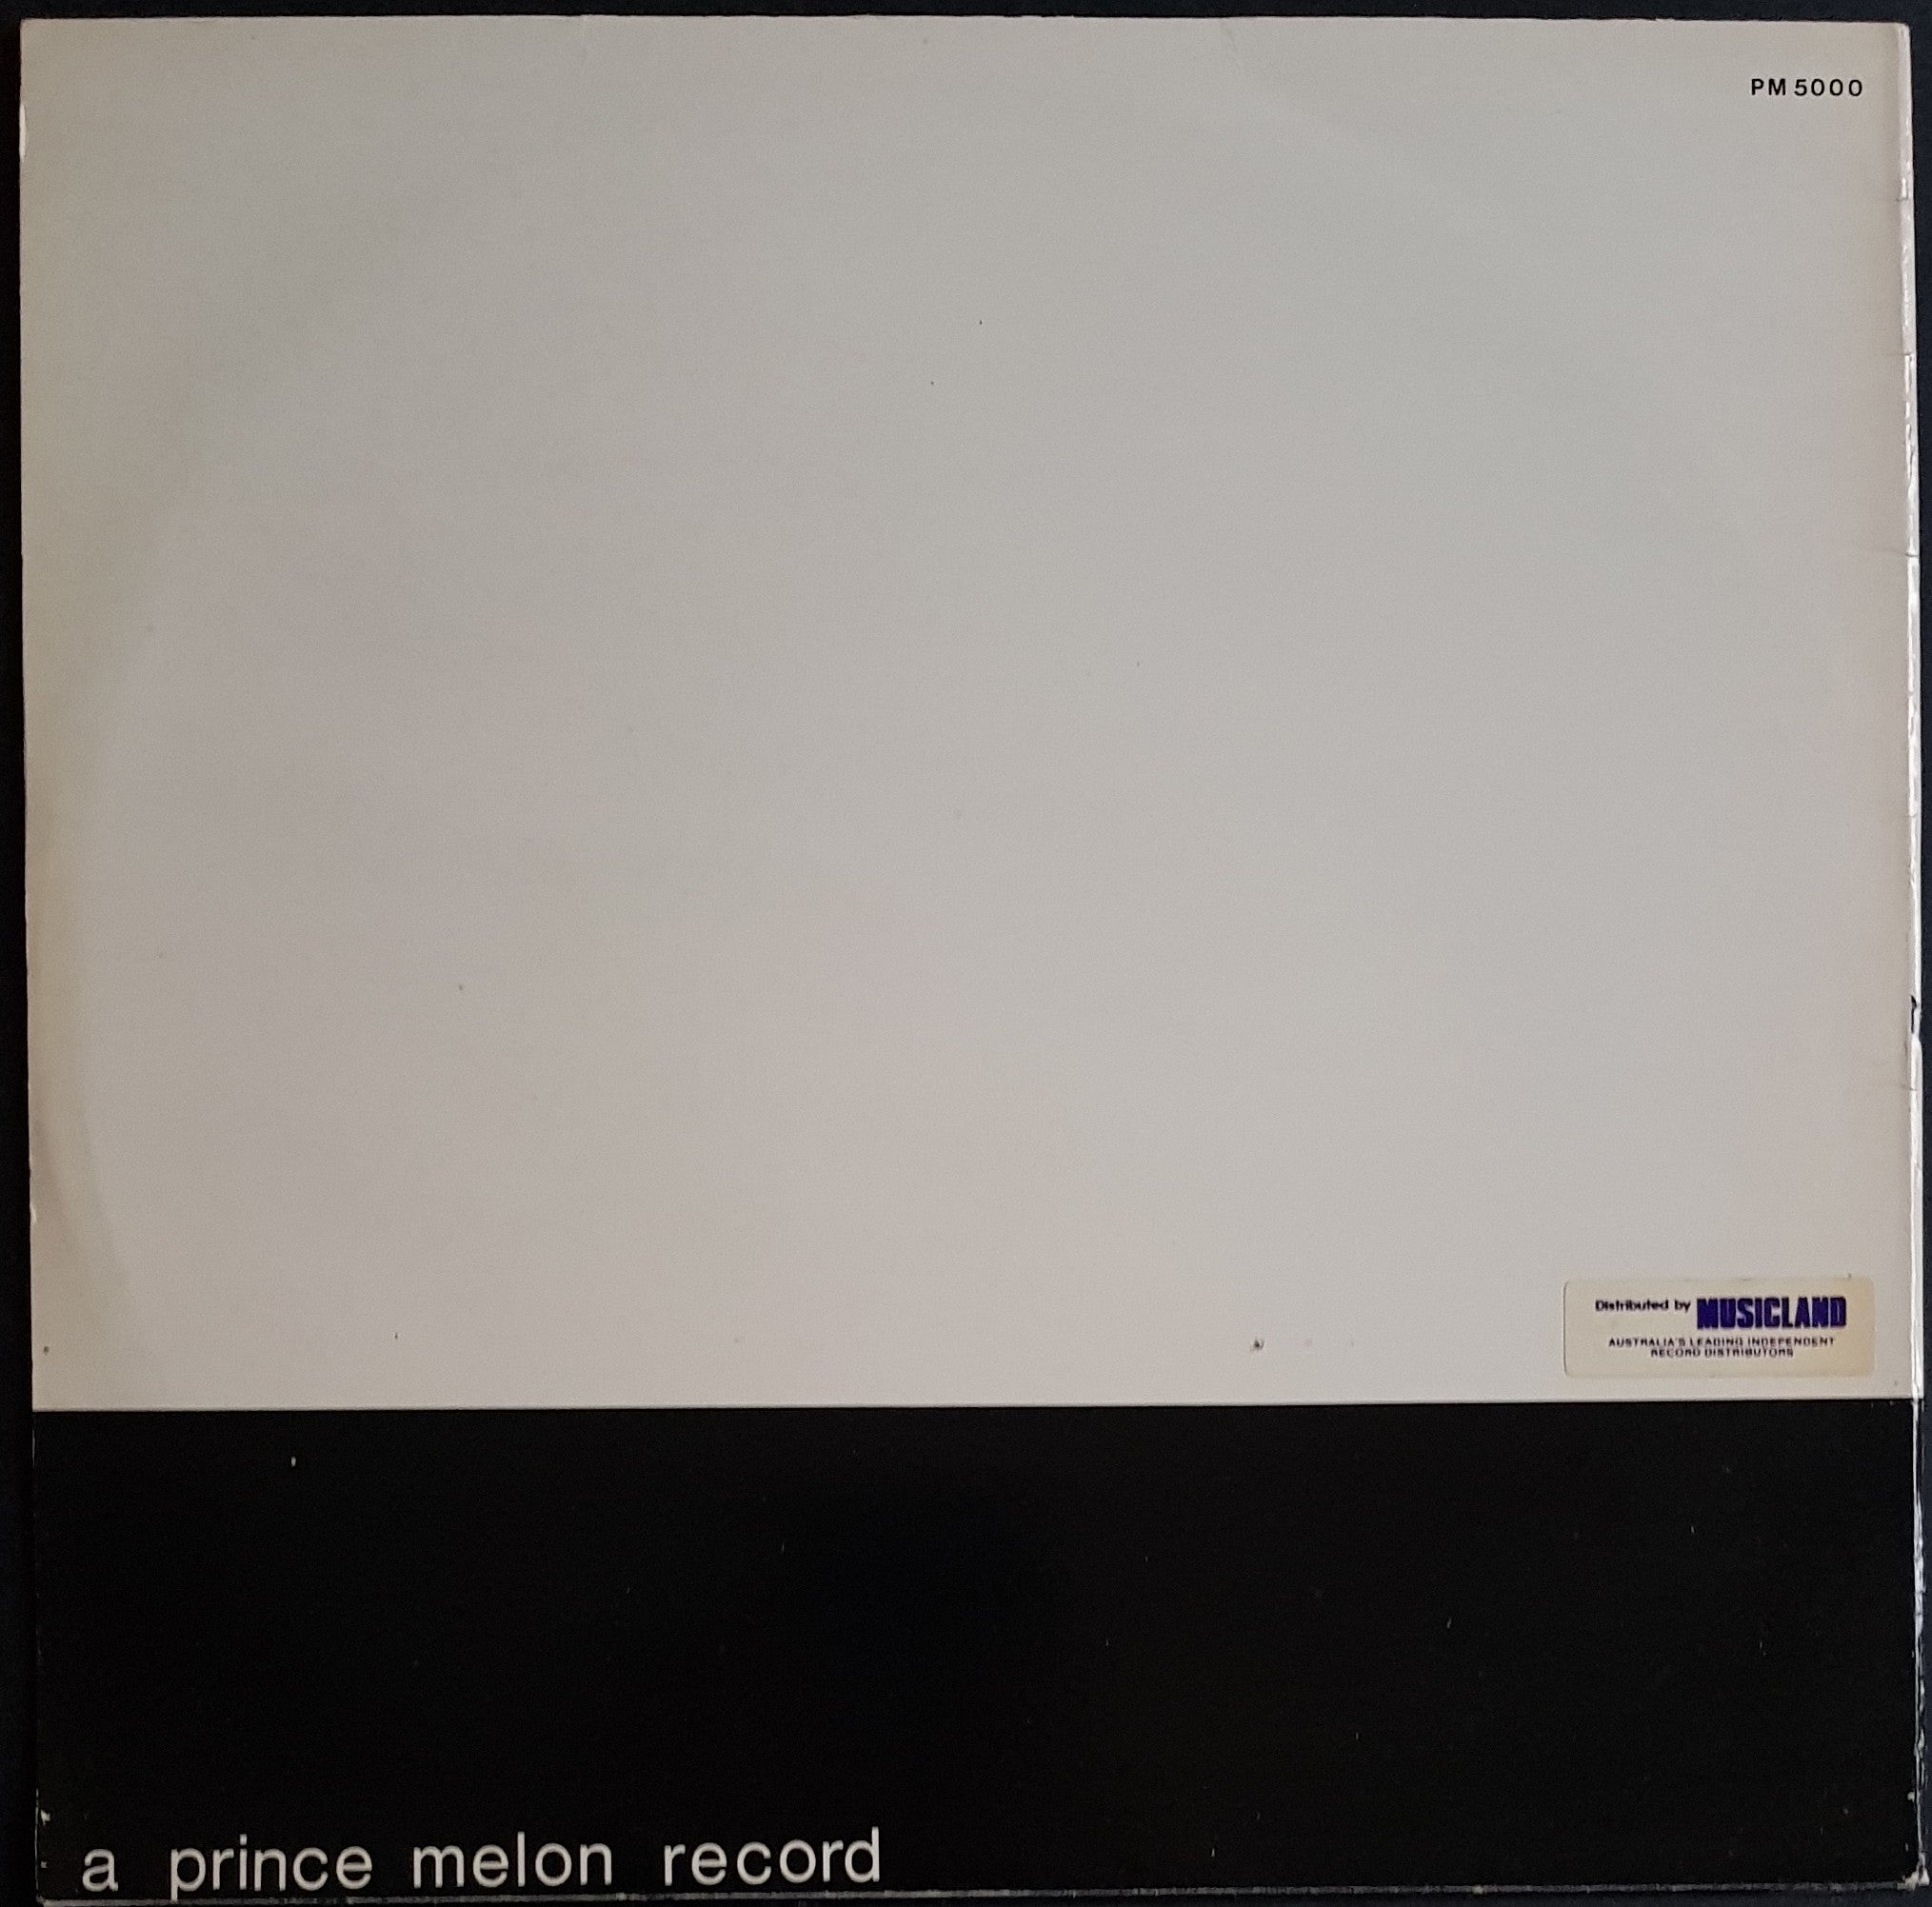 PM 5000
Distributed by MUSICLAND
AUSTRALIA'S LEADING INDEPENDENT
RECORD DISTRIBUTORS
a prince melon record